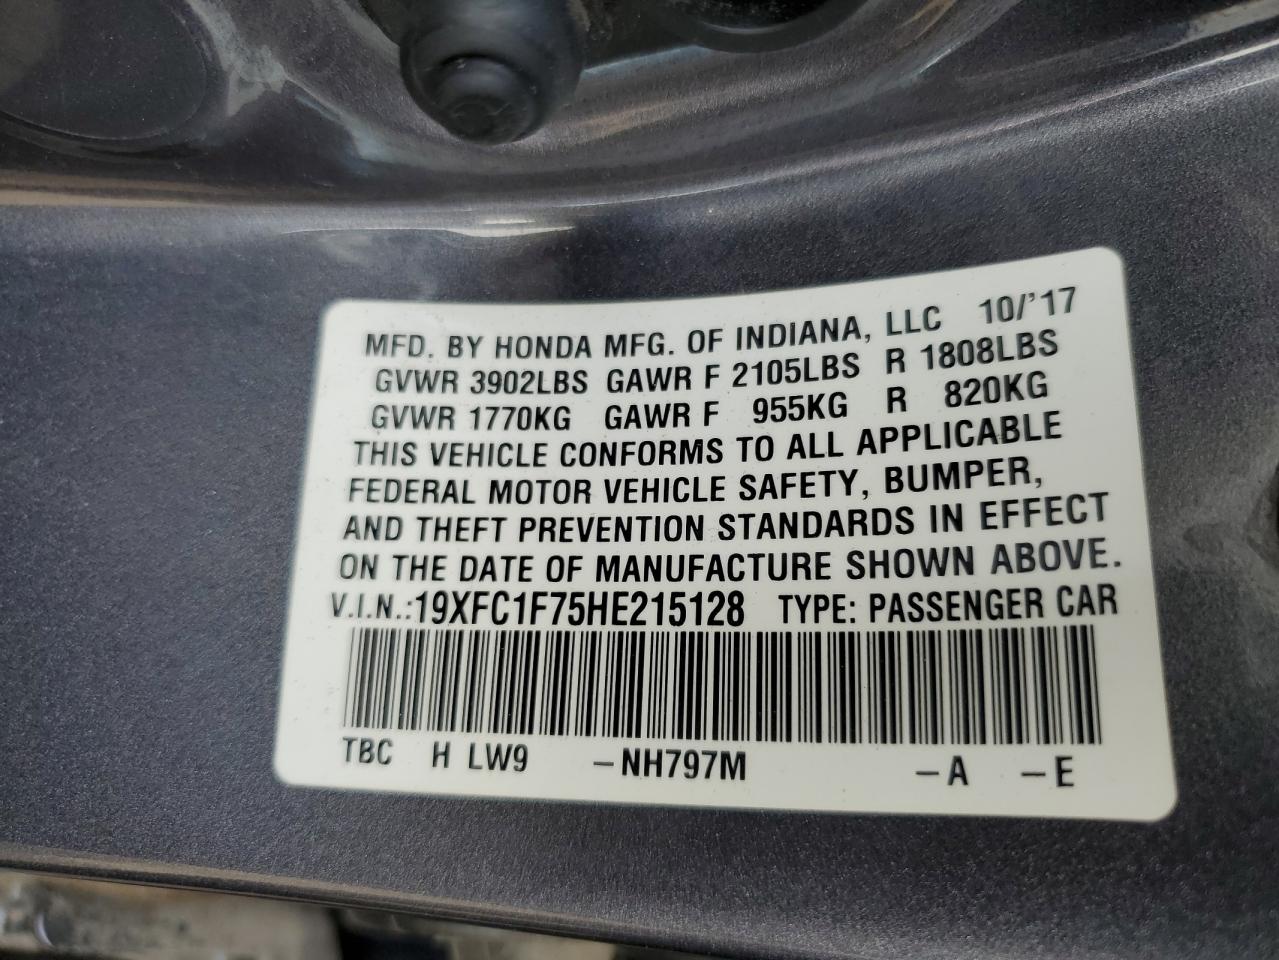 MFD. BY HONDA MFG. OF INDIANA, LLC 10/'17
GVWR 3902LBS GAWR F 2105LBS R 1808LBS
GVWR 1770KG GAWR F 955KG R 820KG
THIS VEHICLE CONFORMS TO ALL APPLICABLE
FEDERAL MOTOR VEHICLE SAFETY, BUMPER,
AND THEFT PREVENTION STANDARDS IN EFFECT
ON THE DATE OF MANUFACTURE SHOWN ABOVE.
V.I.N.:19XFC1F75HE215128 TYPE: PASSENGER CAR
TBC H LW9 –NH797M –A –E